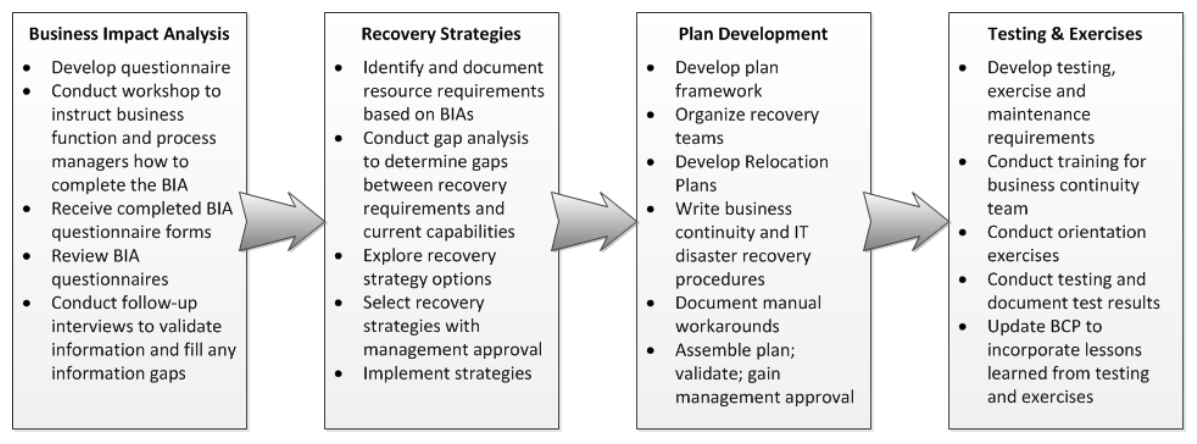 Business Impact Analysis
• Develop questionnaire
• Conduct workshop to
instruct business
function and process
managers how to
complete the BIA
• Receive completed BIA
questionnaire forms
• Review BIA
questionnaires
• Conduct follow-up
interviews to validate
information and fill any
information gaps
Recovery Strategies
• Identify and document
resource requirements
based on BIAs
• Conduct gap analysis
to determine gaps
between recovery
requirements and
current capabilities
• Explore recovery
strategy options
• Select recovery
strategies with
management approval
• Implement strategies
Plan Development
• Develop plan
framework
• Organize recovery
teams
• Develop Relocation
Plans
• Write business
continuity and IT
disaster recovery
procedures
• Document manual
workarounds
• Assemble plan;
validate; gain
management approval
Testing & Exercises
• Develop testing,
exercise and
maintenance
requirements
• Conduct training for
business continuity
team
• Conduct orientation
exercises
• Conduct testing and
document test results
• Update BCP to
incorporate lessons
learned from testing
and exercises